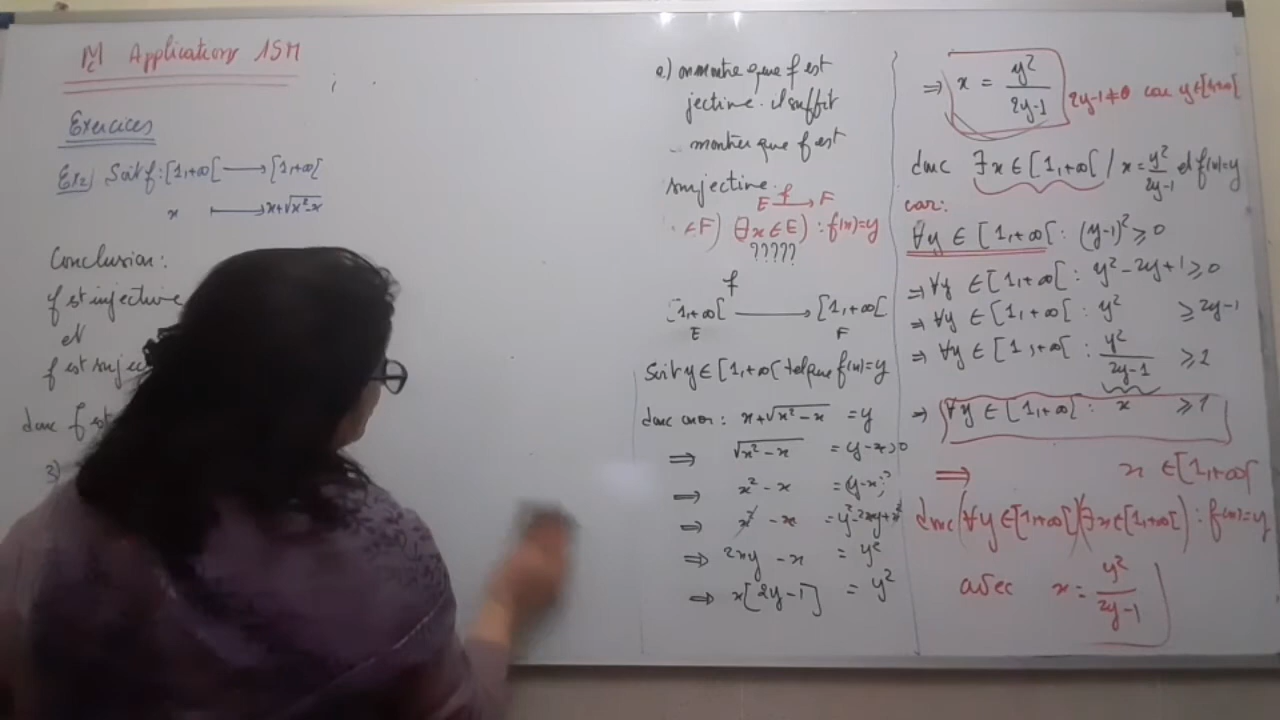 Applications 1SM
Exercices
Ex2) Soit f : [1,+∞[ ⟶ [1,+∞[
x ⟼ x+√x²-x
Conclusion:
f est injective
et
f est surjec
donc f est
3)
e) montre que f est
jective. il suffit
montrer que f est
surjective.
E f⟶ F
∈F) (∃x∈E) : f(x)=y
?????
f
[1,+∞[ ⟶ [1,+∞[
E F
Soit y ∈ [1,+∞[ tel que f(x)=y
donc : x+√x²-x = y
⇒ √x²-x = y-x⩾0
⇒ x²-x = (y-x)²
⇒ x²-x = y²-2xy+x²
⇒ 2xy-x = y²
⇒ x[2y-1] = y²
⇒ x = y²/2y-1 2y-1≠0 car y∈[1,+∞[
donc ∃x∈[1,+∞[ / x=y²/2y-1 et f(x)=y
car:
∀y ∈ [1,+∞[ : (y-1)² ⩾ 0
⇒ ∀y ∈ [1,+∞[ : y²-2y+1 ⩾ 0
⇒ ∀y ∈ [1,+∞[ : y² ⩾ 2y-1
⇒ ∀y ∈ [1,+∞[ : y²/2y-1 ⩾ 1
⇒ ∀y ∈ [1,+∞[ : x ⩾ 1
⇒ x ∈ [1,+∞[
donc (∀y∈[1,+∞[)(∃x∈[1,+∞[) : f(x)=y
avec x = y²/2y-1